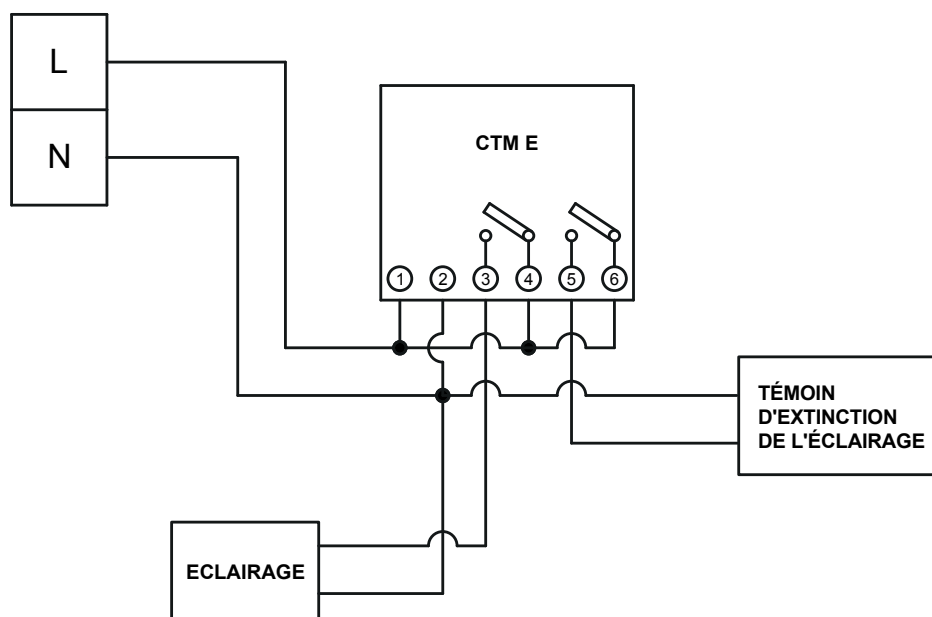 L
N
CTM E
1 2 3 4 5 6
TÉMOIN
D'EXTINCTION
DE L'ÉCLAIRAGE
ECLAIRAGE